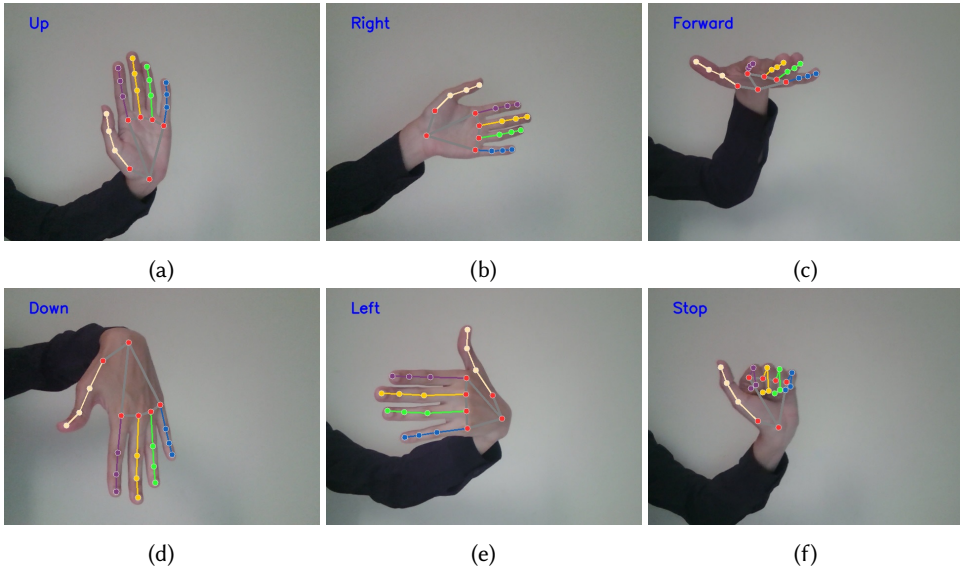 Up
Right
Forward
(a)
(b)
(c)
Down
Left
Stop
(d)
(e)
(f)